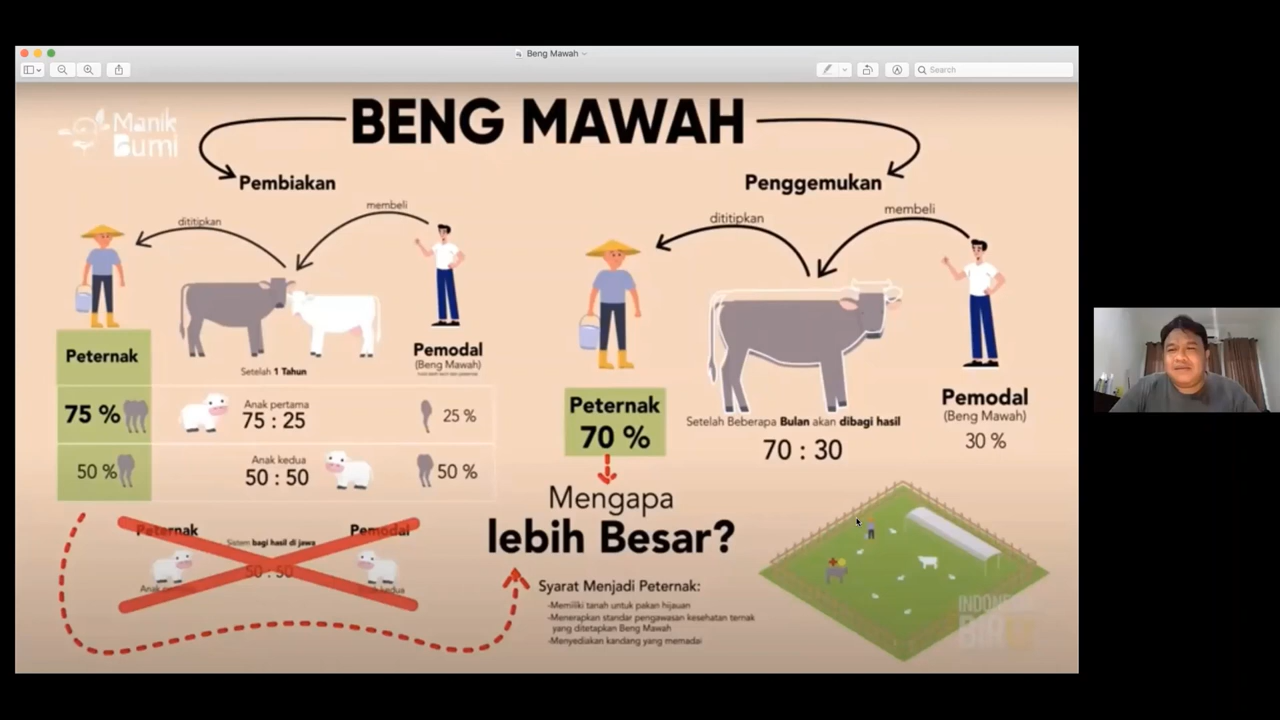 Beng Mawah
Search
Manik
Bumi
BENG MAWAH
Pembiakan
dititipkan
membeli
Pemodal
(Beng Mawah)
Setelah 1 Tahun
Peternak
75 %
Anak pertama
75 : 25
25 %
50 %
Anak kedua
50 : 50
50 %
Peternak
Pemodal
Sistem bagi hasil di jawa
50 : 50
Penggemukan
dititipkan
membeli
Peternak
70 %
Setelah Beberapa Bulan akan dibagi hasil
70 : 30
Pemodal
(Beng Mawah)
30 %
Mengapa
lebih Besar?
Syarat Menjadi Peternak:
-Memiliki tanah untuk pakan hijauan
-Menerapkan standar pengawasan kesehatan ternak
yang ditetapkan Beng Mawah
-Menyediakan kandang yang memadai